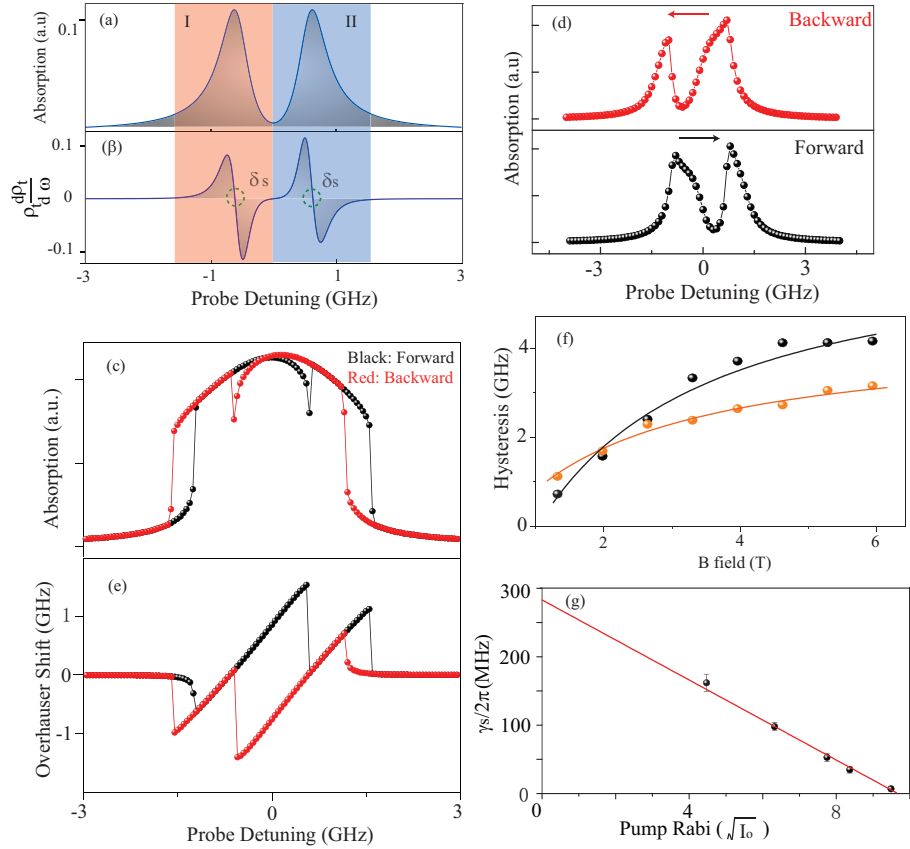 (a)
I
II
0.1
0
Absorption (a.u)
(β)
δs
δs
0.1
0
-0.1
ρt dρt / d ω
-3
-1
1
3
Probe Detuning (GHz)
(d)
Backward
Forward
Absorption (a.u)
-3
0
3
Probe Detuning (GHz)
(c)
Black: Forward
Red: Backward
Absorption (a.u.)
(e)
1
0
-1
Overhauser Shift (GHz)
-3
0
3
Probe Detuning (GHz)
(f)
4
2
0
Hysteresis (GHz)
2
4
6
B field (T)
(g)
300
200
100
0
γs/2π(MHz)
0
4
8
Pump Rabi (√Io)